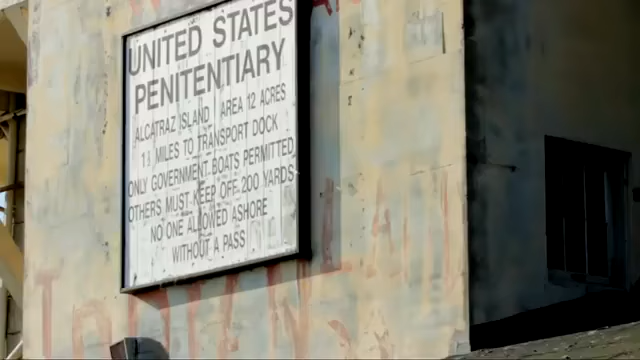 UNITED STATES
PENITENTIARY
ALCATRAZ ISLAND AREA 12 ACRES
1½ MILES TO TRANSPORT DOCK
ONLY GOVERNMENT BOATS PERMITTED
OTHERS MUST KEEP OFF 200 YARDS
NO ONE ALLOWED ASHORE
WITHOUT A PASS
LAND